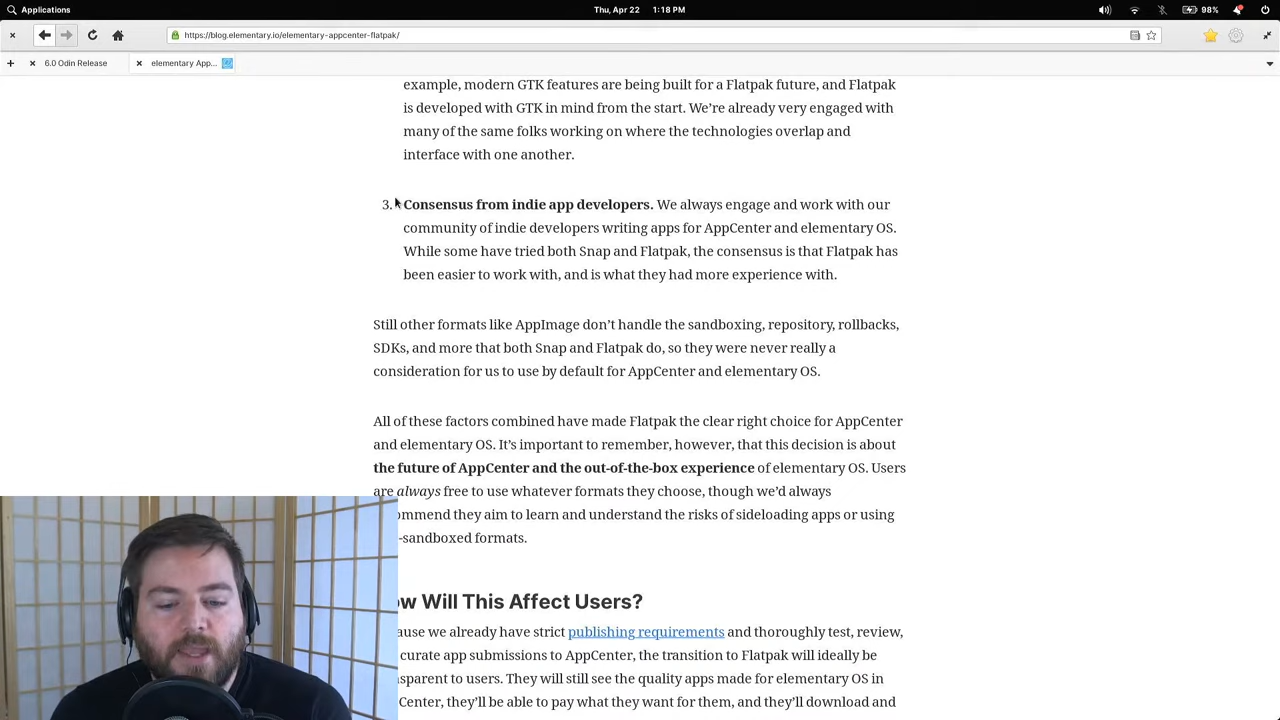 Applications
Thu, Apr 22 1:18 PM
98%
https://blog.elementary.io/elementary-appcenter-flatpak/
6.0 Odin Release
elementary App...
example, modern GTK features are being built for a Flatpak future, and Flatpak
is developed with GTK in mind from the start. We’re already very engaged with
many of the same folks working on where the technologies overlap and
interface with one another.
3. Consensus from indie app developers. We always engage and work with our
community of indie developers writing apps for AppCenter and elementary OS.
While some have tried both Snap and Flatpak, the consensus is that Flatpak has
been easier to work with, and is what they had more experience with.
Still other formats like AppImage don’t handle the sandboxing, repository, rollbacks,
SDKs, and more that both Snap and Flatpak do, so they were never really a
consideration for us to use by default for AppCenter and elementary OS.
All of these factors combined have made Flatpak the clear right choice for AppCenter
and elementary OS. It’s important to remember, however, that this decision is about
the future of AppCenter and the out-of-the-box experience of elementary OS. Users
are always free to use whatever formats they choose, though we’d always
ommend they aim to learn and understand the risks of sideloading apps or using
-sandboxed formats.
ow Will This Affect Users?
ause we already have strict publishing requirements and thoroughly test, review,
curate app submissions to AppCenter, the transition to Flatpak will ideally be
sparent to users. They will still see the quality apps made for elementary OS in
Center, they’ll be able to pay what they want for them, and they’ll download and